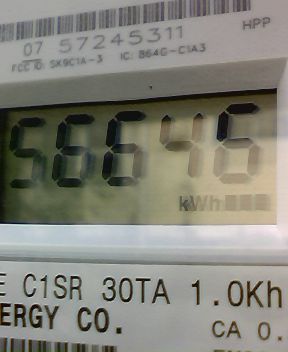 07 57245311 HPP
FCC ID: SK9C1A-3 IC: 864G-C1A3
56646
kWh
E C1SR 30TA 1.0Kh
ERGY CO. CA 0.